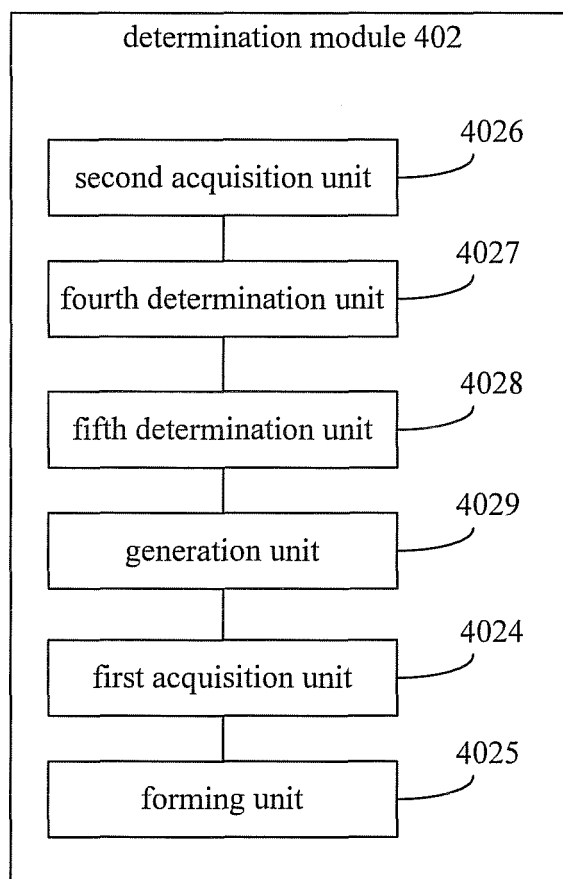 determination module 402
4026
second acquisition unit
4027
fourth determination unit
4028
fifth determination unit
4029
generation unit
4024
first acquisition unit
4025
forming unit